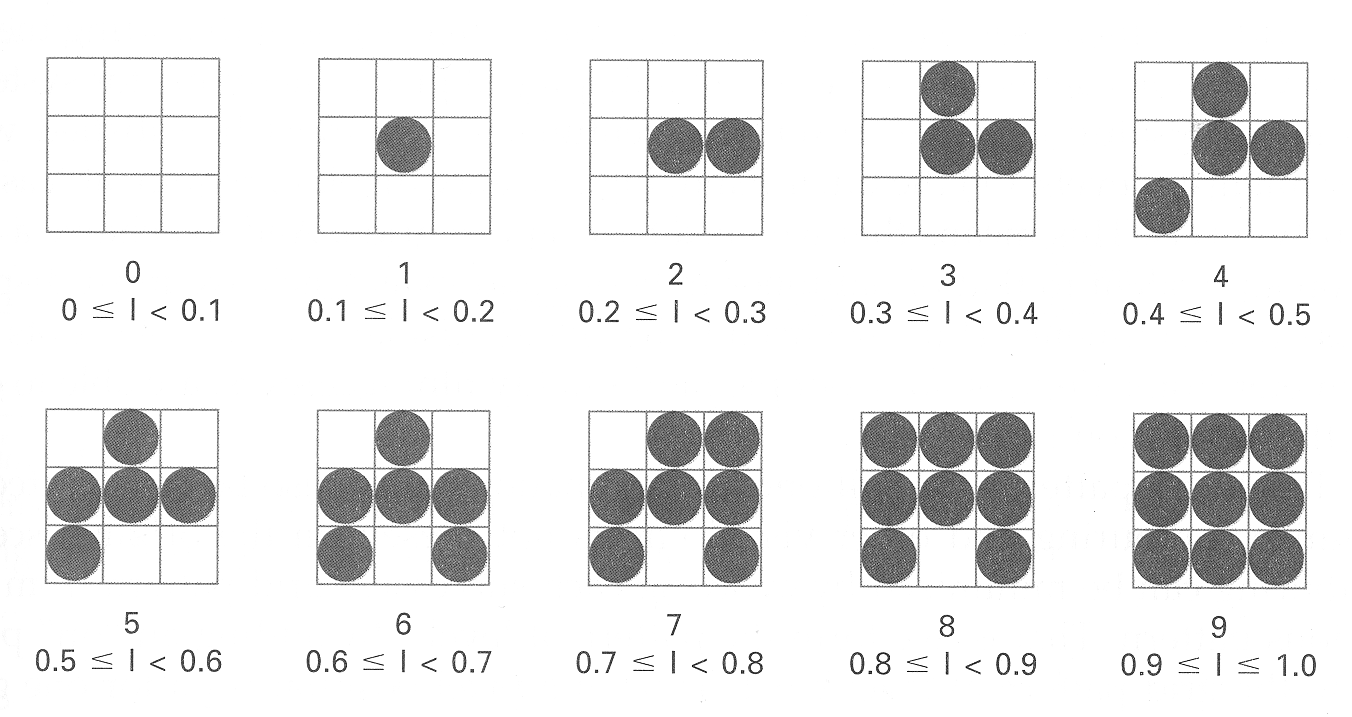 0
0 ≤ I < 0.1
1
0.1 ≤ I < 0.2
2
0.2 ≤ I < 0.3
3
0.3 ≤ I < 0.4
4
0.4 ≤ I < 0.5
5
0.5 ≤ I < 0.6
6
0.6 ≤ I < 0.7
7
0.7 ≤ I < 0.8
8
0.8 ≤ I < 0.9
9
0.9 ≤ I ≤ 1.0